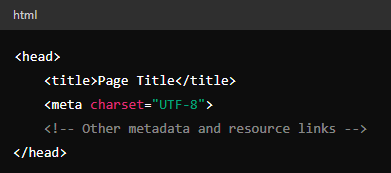 html
<head>
<title>Page Title</title>
<meta charset="UTF-8">
<!-- Other metadata and resource links -->
</head>